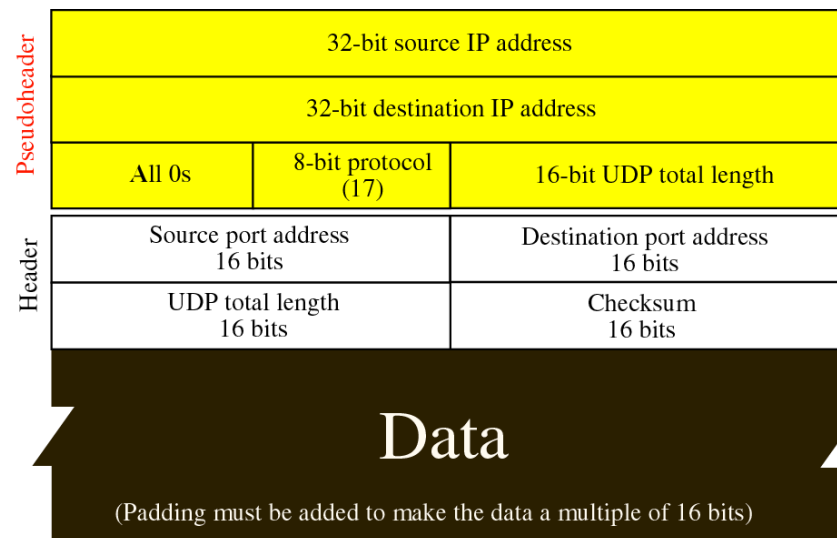 Pseudoheader
32-bit source IP address
32-bit destination IP address
All 0s
8-bit protocol
(17)
16-bit UDP total length
Header
Source port address
16 bits
Destination port address
16 bits
UDP total length
16 bits
Checksum
16 bits
Data
(Padding must be added to make the data a multiple of 16 bits)